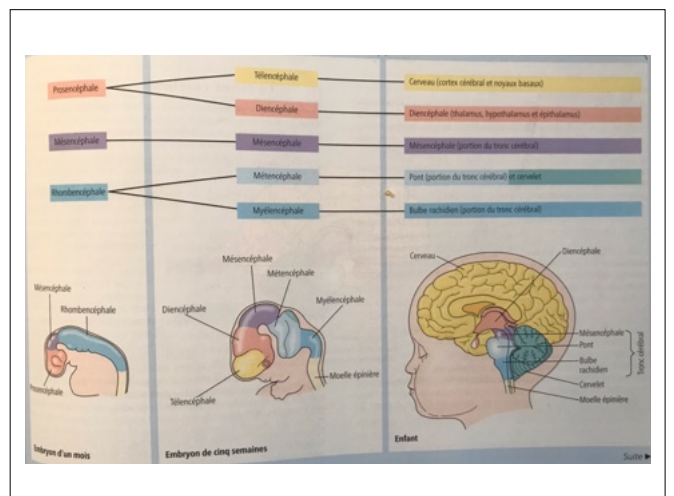 Prosencéphale
Télencéphale
Cerveau (cortex cérébral et noyaux basaux)
Diencéphale
Diencéphale (thalamus, hypothalamus et épithalamus)
Mésencéphale
Mésencéphale
Mésencéphale (portion du tronc cérébral)
Rhombencéphale
Métencéphale
Pont (portion du tronc cérébral) et cervelet
Myélencéphale
Bulbe rachidien (portion du tronc cérébral)
Mésencéphale
Rhombencéphale
Prosencéphale
Embryon d'un mois
Mésencéphale
Métencéphale
Diencéphale
Myélencéphale
Moelle épinière
Télencéphale
Embryon de cinq semaines
Cerveau
Diencéphale
Mésencéphale
Pont
Bulbe
rachidien
Cervelet
Moelle épinière
Tronc cérébral
Enfant
Suite